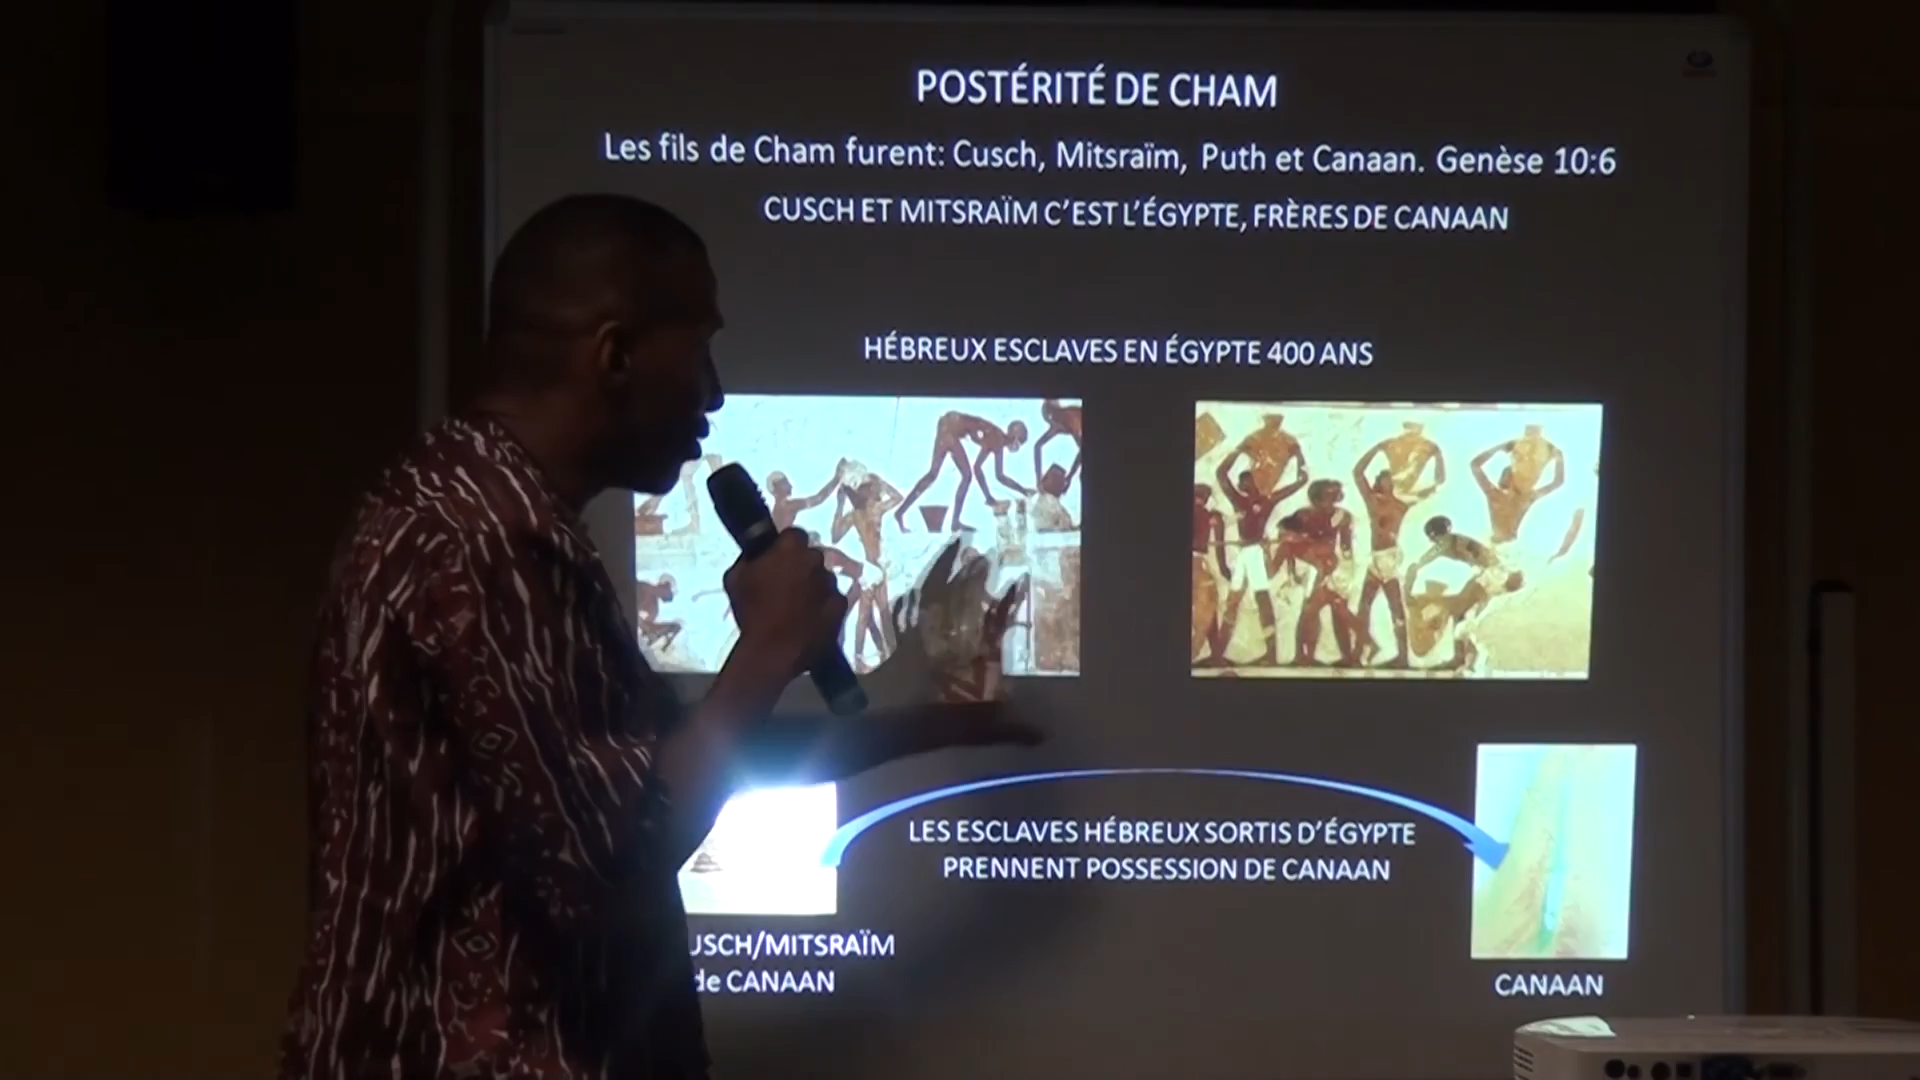 POSTÉRITÉ DE CHAM
Les fils de Cham furent: Cusch, Mitsraïm, Puth et Canaan. Genèse 10:6
CUSCH ET MITSRAÏM C'EST L'ÉGYPTE, FRÈRES DE CANAAN
HÉBREUX ESCLAVES EN ÉGYPTE 400 ANS
LES ESCLAVES HÉBREUX SORTIS D'ÉGYPTE
PRENNENT POSSESSION DE CANAAN
USCH/MITSRAÏM
de CANAAN
CANAAN